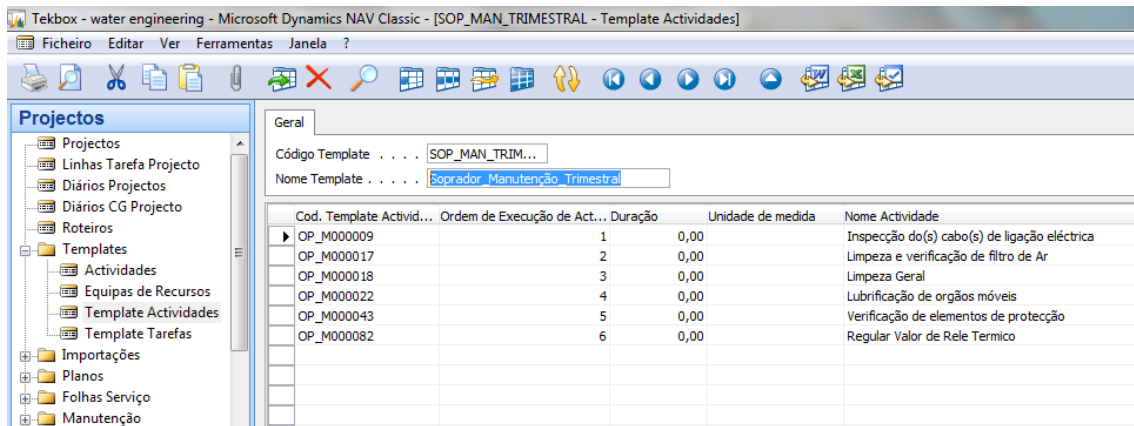 Tekbox - water engineering - Microsoft Dynamics NAV Classic - [SOP_MAN_TRIMESTRAL - Template Actividades]
Ficheiro Editar Ver Ferramentas Janela ?
Projectos
Projectos
Linhas Tarefa Projecto
Diários Projectos
Diários CG Projecto
Roteiros
Templates
Actividades
Equipas de Recursos
Template Actividades
Template Tarefas
Importações
Planos
Folhas Serviço
Manutenção
Geral
Código Template . . . . SOP_MAN_TRIM...
Nome Template . . . . . Soprador_Manutenção_Trimestral
Cod. Template Activid... Ordem de Execução de Act... Duração Unidade de medida Nome Actividade
OP_M000009 1 0,00 Inspecção do(s) cabo(s) de ligação eléctrica
OP_M000017 2 0,00 Limpeza e verificação de filtro de Ar
OP_M000018 3 0,00 Limpeza Geral
OP_M000022 4 0,00 Lubrificação de orgãos móveis
OP_M000043 5 0,00 Verificação de elementos de protecção
OP_M000082 6 0,00 Regular Valor de Rele Termico